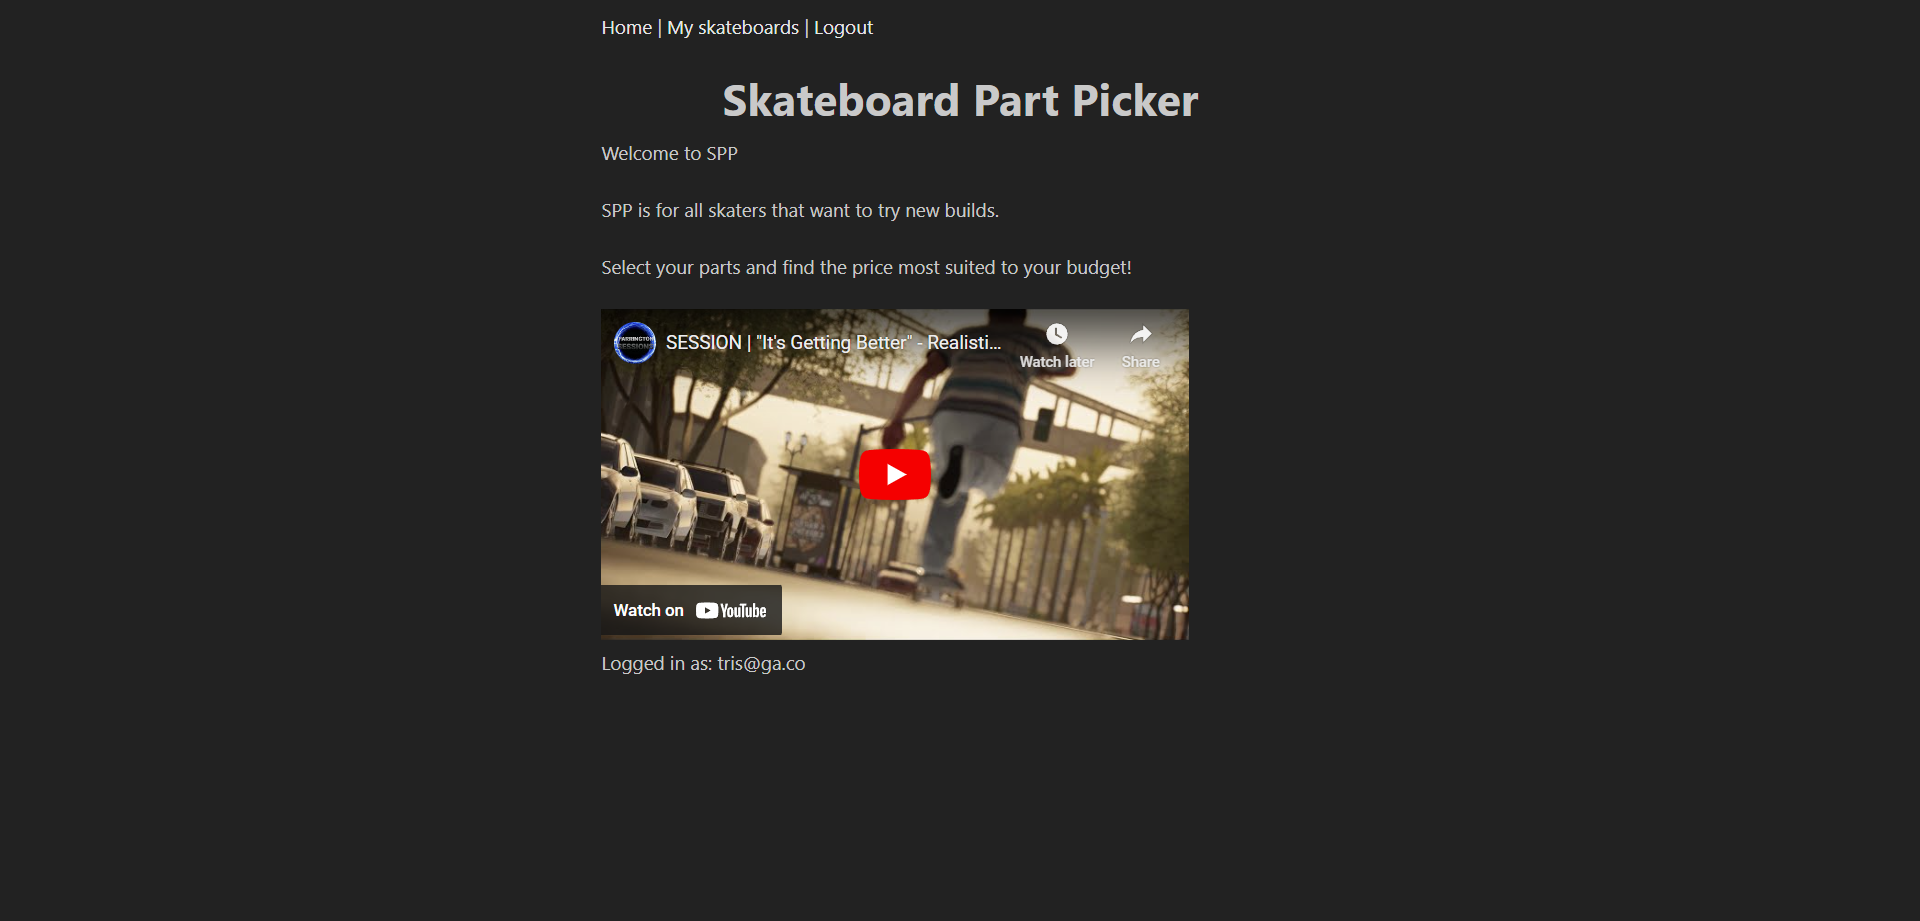 Home | My skateboards | Logout
Skateboard Part Picker
Welcome to SPP
SPP is for all skaters that want to try new builds.
Select your parts and find the price most suited to your budget!
SESSION | "It's Getting Better" - Realisti...
Watch later
Share
Watch on YouTube
Logged in as: tris@ga.co